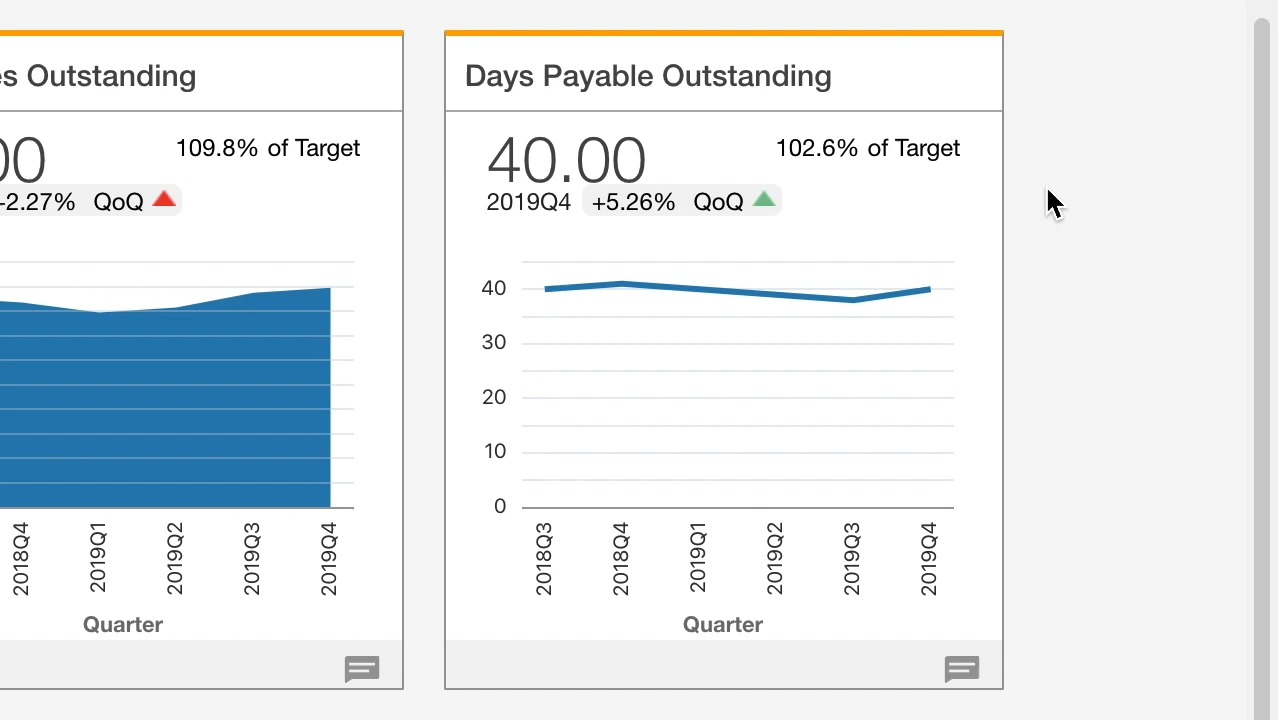 es Outstanding
00
109.8% of Target
2.27% QoQ
2018Q4
2019Q1
2019Q2
2019Q3
2019Q4
Quarter
Days Payable Outstanding
40.00
102.6% of Target
2019Q4 +5.26% QoQ
40
30
20
10
0
2018Q3
2018Q4
2019Q1
2019Q2
2019Q3
2019Q4
Quarter